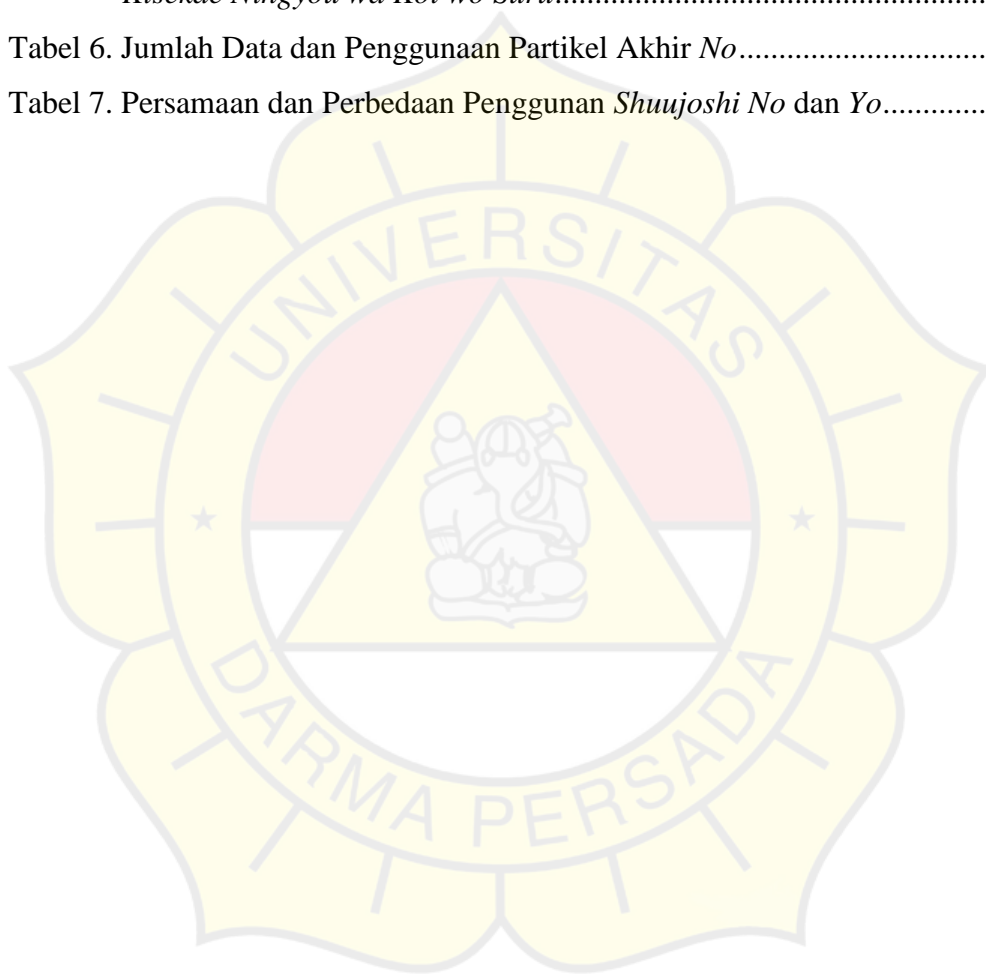 Kisekae Ningyou wa Koi wo Suru..........................................................
Tabel 6. Jumlah Data dan Penggunaan Partikel Akhir No................................
Tabel 7. Persamaan dan Perbedaan Penggunan Shuujoshi No dan Yo.............
UNIVERSITAS
DARMA PERSADA